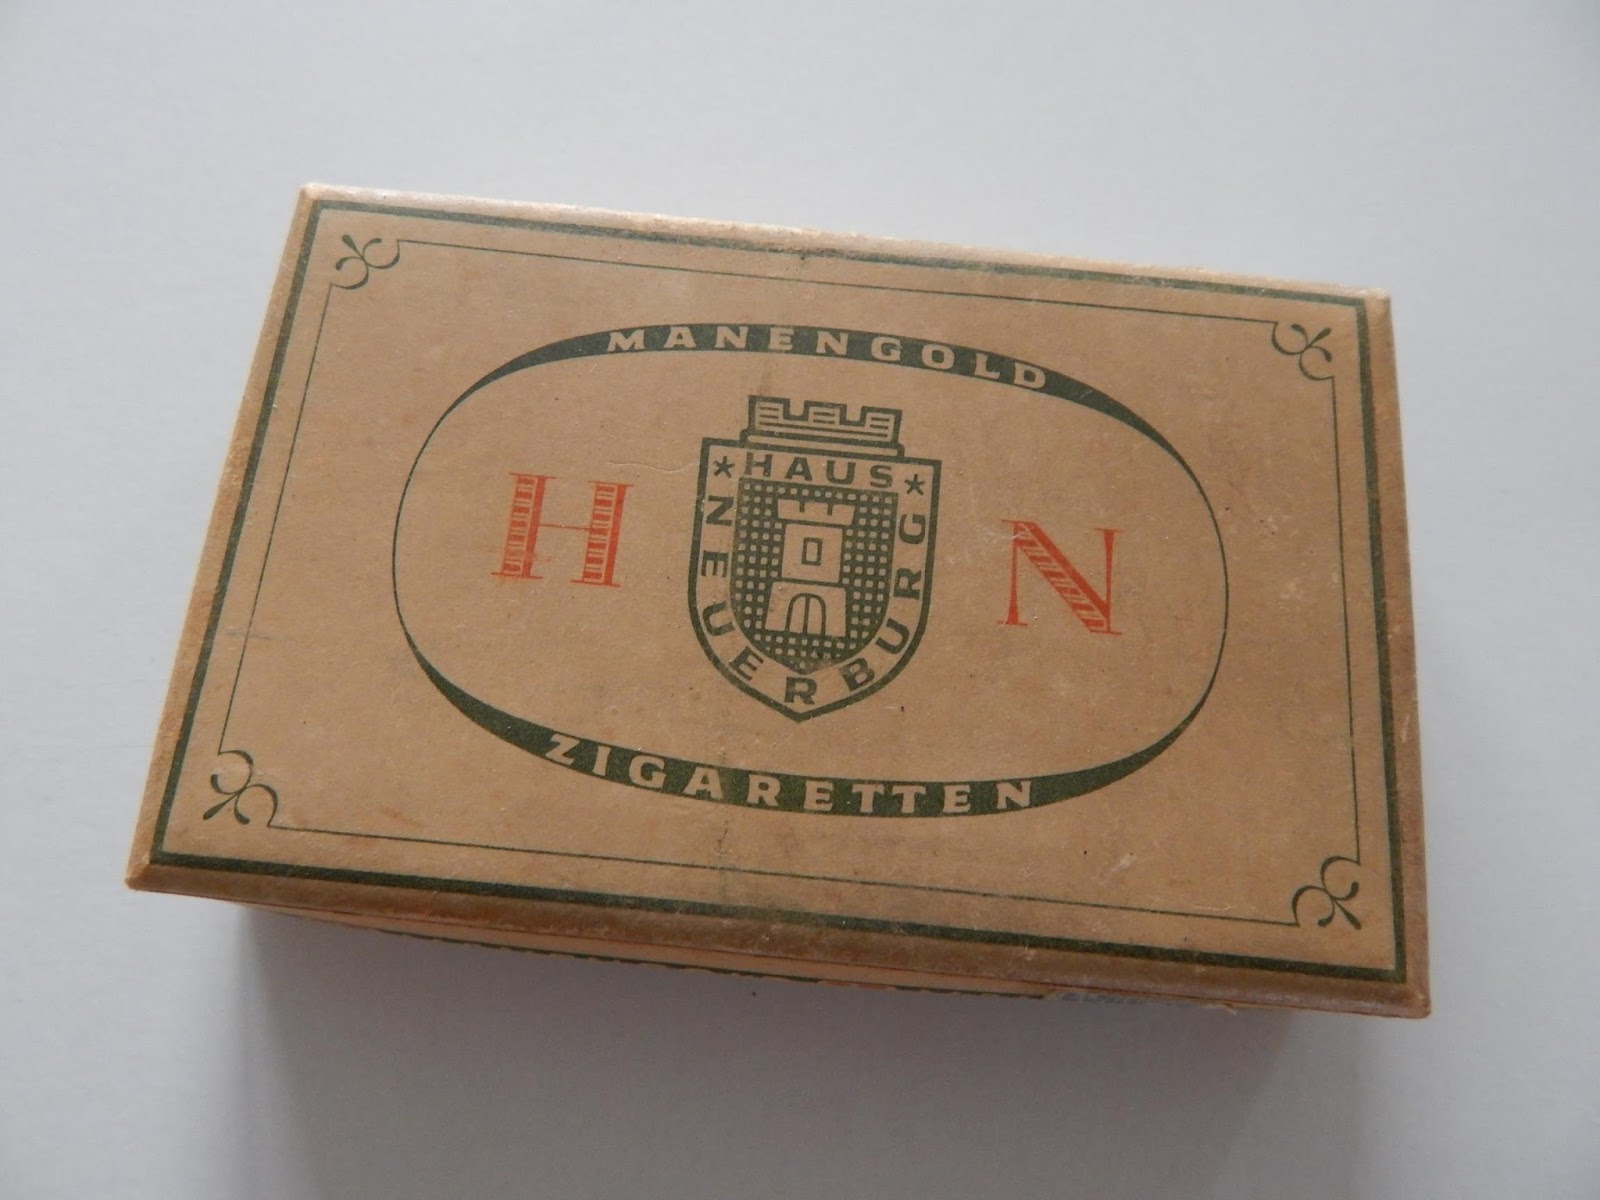 MANENGOLD
H N
HAUS
NEUERBURG
ZIGARETTEN